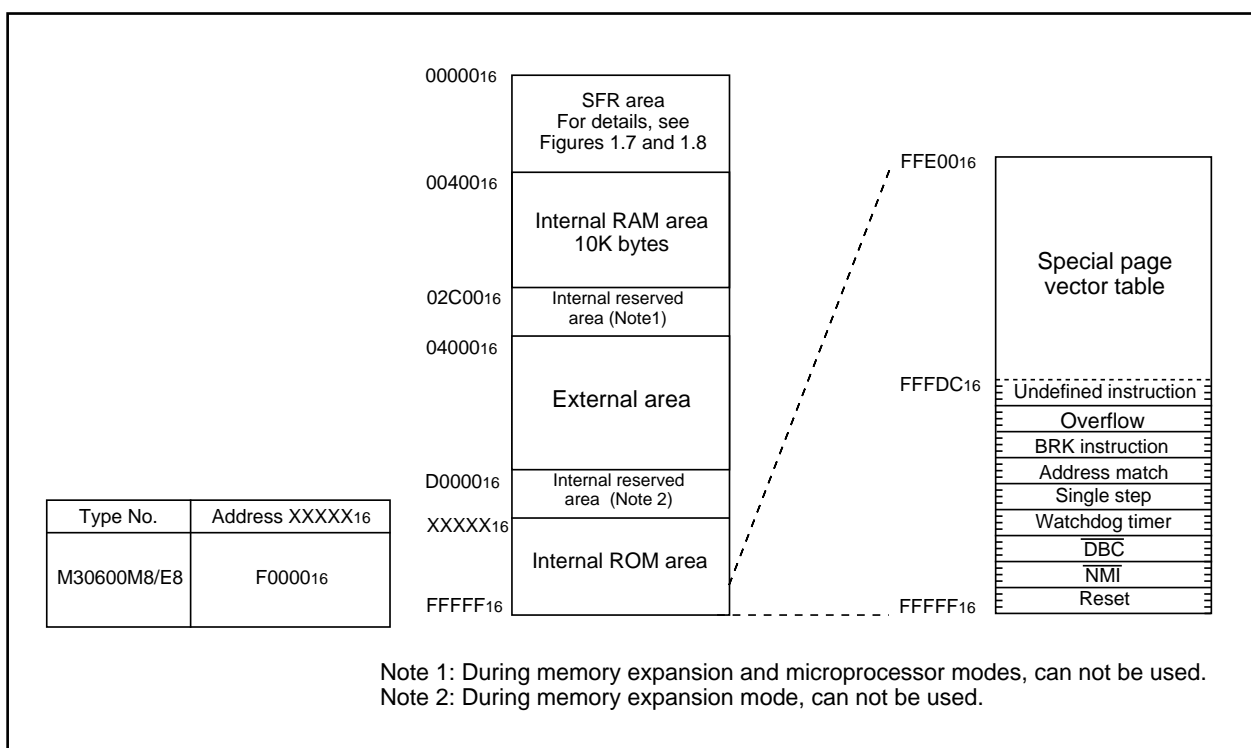 0000016
SFR area
For details, see
Figures 1.7 and 1.8
0040016
Internal RAM area
10K bytes
02C0016
Internal reserved
area (Note1)
0400016
External area
D000016
Internal reserved
area (Note 2)
XXXXX16
Internal ROM area
FFFFF16
Type No.
Address XXXXX16
M30600M8/E8
F000016
FFE0016
Special page
vector table
FFFDC16
Undefined instruction
Overflow
BRK instruction
Address match
Single step
Watchdog timer
DBC
NMI
Reset
FFFFF16
Note 1: During memory expansion and microprocessor modes, can not be used.
Note 2: During memory expansion mode, can not be used.